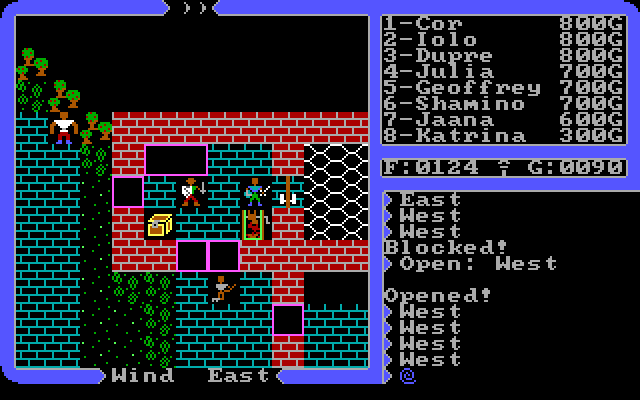 1-Cor 800G
2-Iolo 800G
3-Dupre 800G
4-Julia 700G
5-Geoffrey 700G
6-Shamino 700G
7-Jaana 600G
8-Katrina 300G
F:0124 G:0090
East
West
West
Blocked!
Open: West
Opened!
West
West
West
West
Wind East